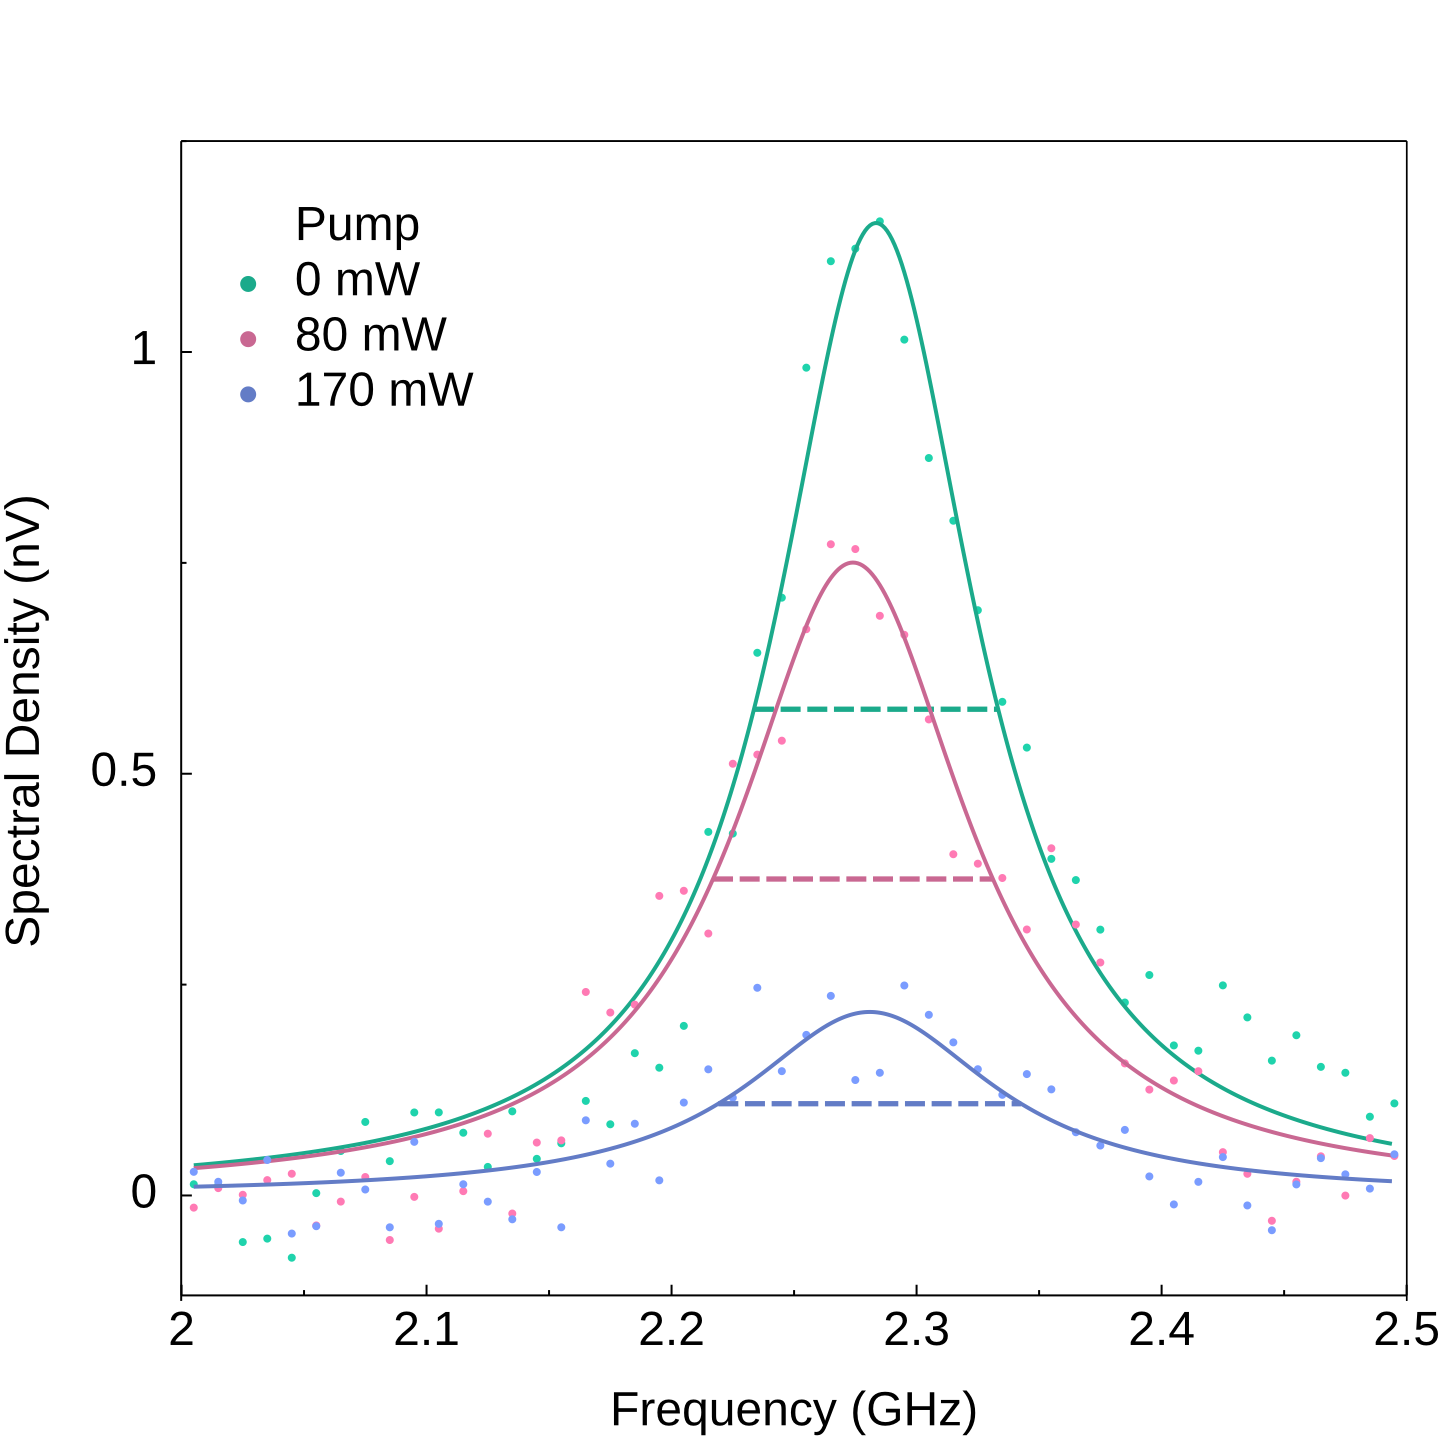 Pump
0 mW
80 mW
170 mW
1
0.5
0
Spectral Density (nV)
2 2.1 2.2 2.3 2.4 2.5
Frequency (GHz)